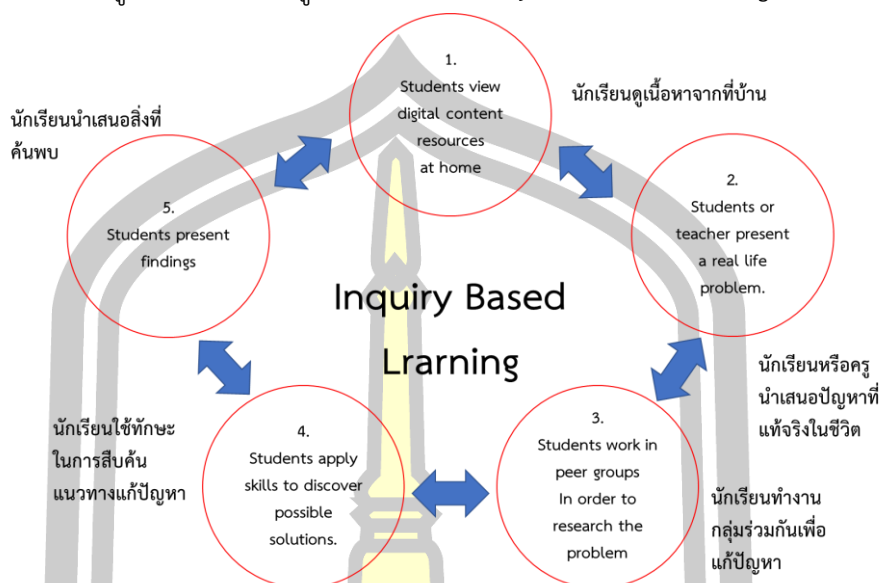 1.
Students view
digital content
resources
at home
นักเรียนดูเนื้อหาจากที่บ้าน
2.
Students or
teacher present
a real life
problem.
นักเรียนหรือครู
นำเสนอปัญหาที่
แท้จริงในชีวิต
3.
Students work in
peer groups
In order to
research the
problem
นักเรียนทำงาน
กลุ่มร่วมกันเพื่อ
แก้ปัญหา
4.
Students apply
skills to discover
possible
solutions.
นักเรียนใช้ทักษะ
ในการสืบค้น
แนวทางแก้ปัญหา
5.
Students present
findings
นักเรียนนำเสนอสิ่งที่
ค้นพบ
Inquiry Based
Lrarning